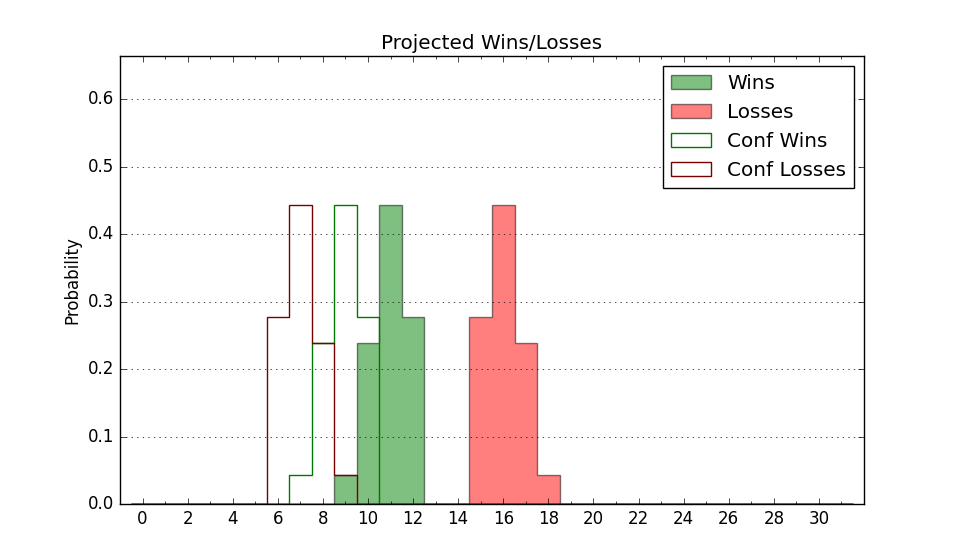 Projected Wins/Losses
Wins
Losses
Conf Wins
Conf Losses
Probability
0.6
0.5
0.4
0.3
0.2
0.1
0.0
0 2 4 6 8 10 12 14 16 18 20 22 24 26 28 30